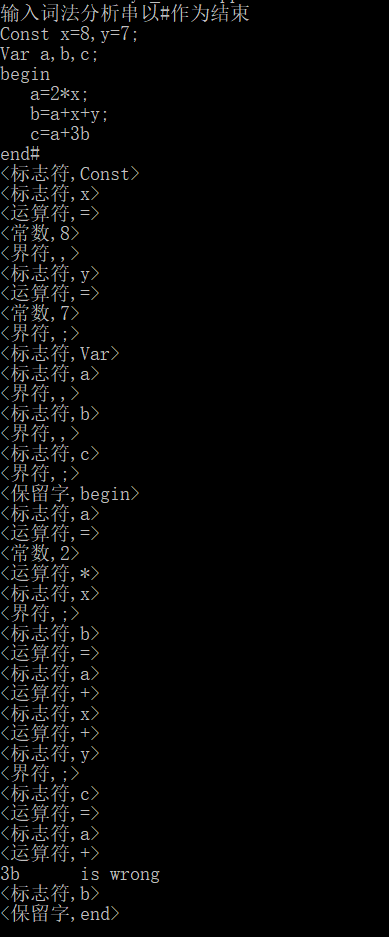 输入词法分析串以#作为结束
Const x=8,y=7;
Var a,b,c;
begin
   a=2*x;
   b=a+x+y;
   c=a+3b
end#
<标志符,Const>
<标志符,x>
<运算符,=>
<常数,8>
<界符,,>
<标志符,y>
<运算符,=>
<常数,7>
<界符,;>
<标志符,Var>
<标志符,a>
<界符,,>
<标志符,b>
<界符,,>
<标志符,c>
<界符,;>
<保留字,begin>
<标志符,a>
<运算符,=>
<常数,2>
<运算符,*>
<标志符,x>
<界符,;>
<标志符,b>
<运算符,=>
<标志符,a>
<运算符,+>
<标志符,x>
<运算符,+>
<标志符,y>
<界符,;>
<标志符,c>
<运算符,=>
<标志符,a>
<运算符,+>
3b      is wrong
<标志符,b>
<保留字,end>